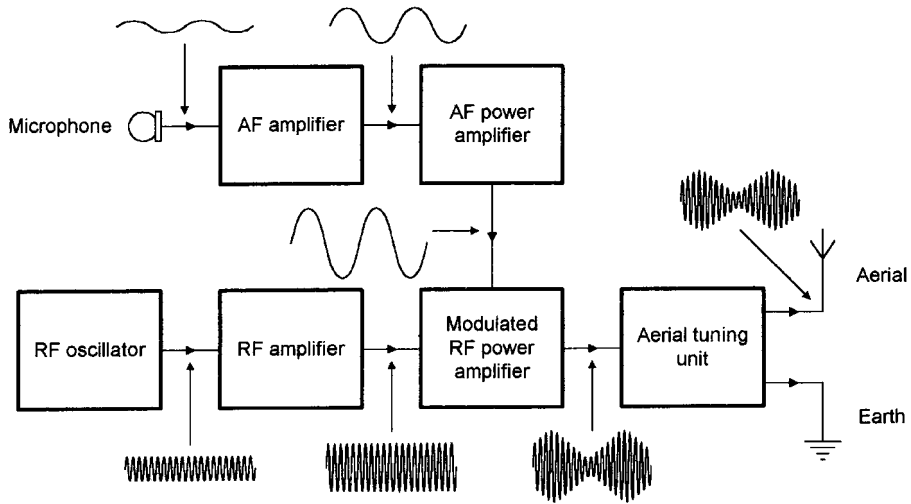 Microphone
AF amplifier
AF power
amplifier
Aerial
RF oscillator
RF amplifier
Modulated
RF power
amplifier
Aerial tuning
unit
Earth